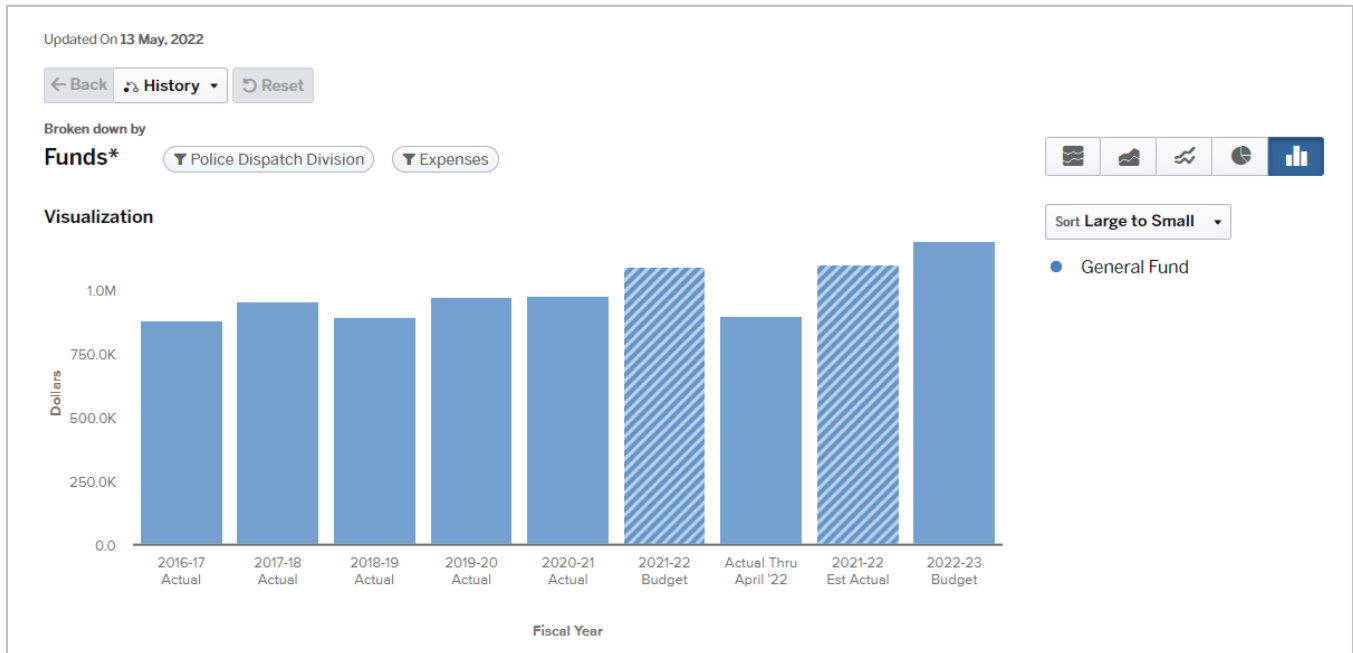 Updated On 13 May, 2022
← Back History ▾ Reset
Broken down by
Funds* Police Dispatch Division Expenses
Visualization
Sort Large to Small ▾
General Fund
Dollars
1.0M
750.0K
500.0K
250.0K
0.0
2016-17 Actual
2017-18 Actual
2018-19 Actual
2019-20 Actual
2020-21 Actual
2021-22 Budget
Actual Thru April '22
2021-22 Est Actual
2022-23 Budget
Fiscal Year